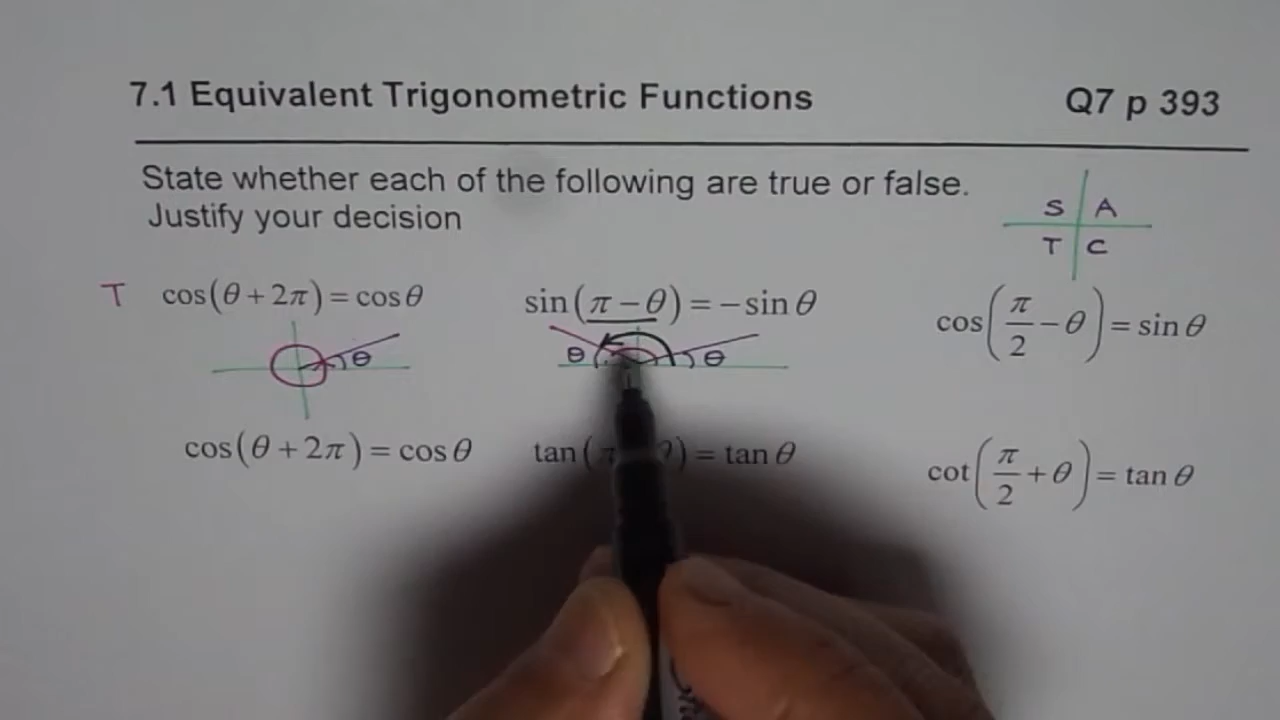 7.1 Equivalent Trigonometric Functions Q7 p 393
State whether each of the following are true or false.
Justify your decision
S A
T C
T cos(θ + 2π) = cos θ
sin(π − θ) = − sin θ
cos(π/2 − θ) = sin θ
θ
θ θ
cos(θ + 2π) = cos θ
tan( ) = tan θ
cot(π/2 + θ) = tan θ